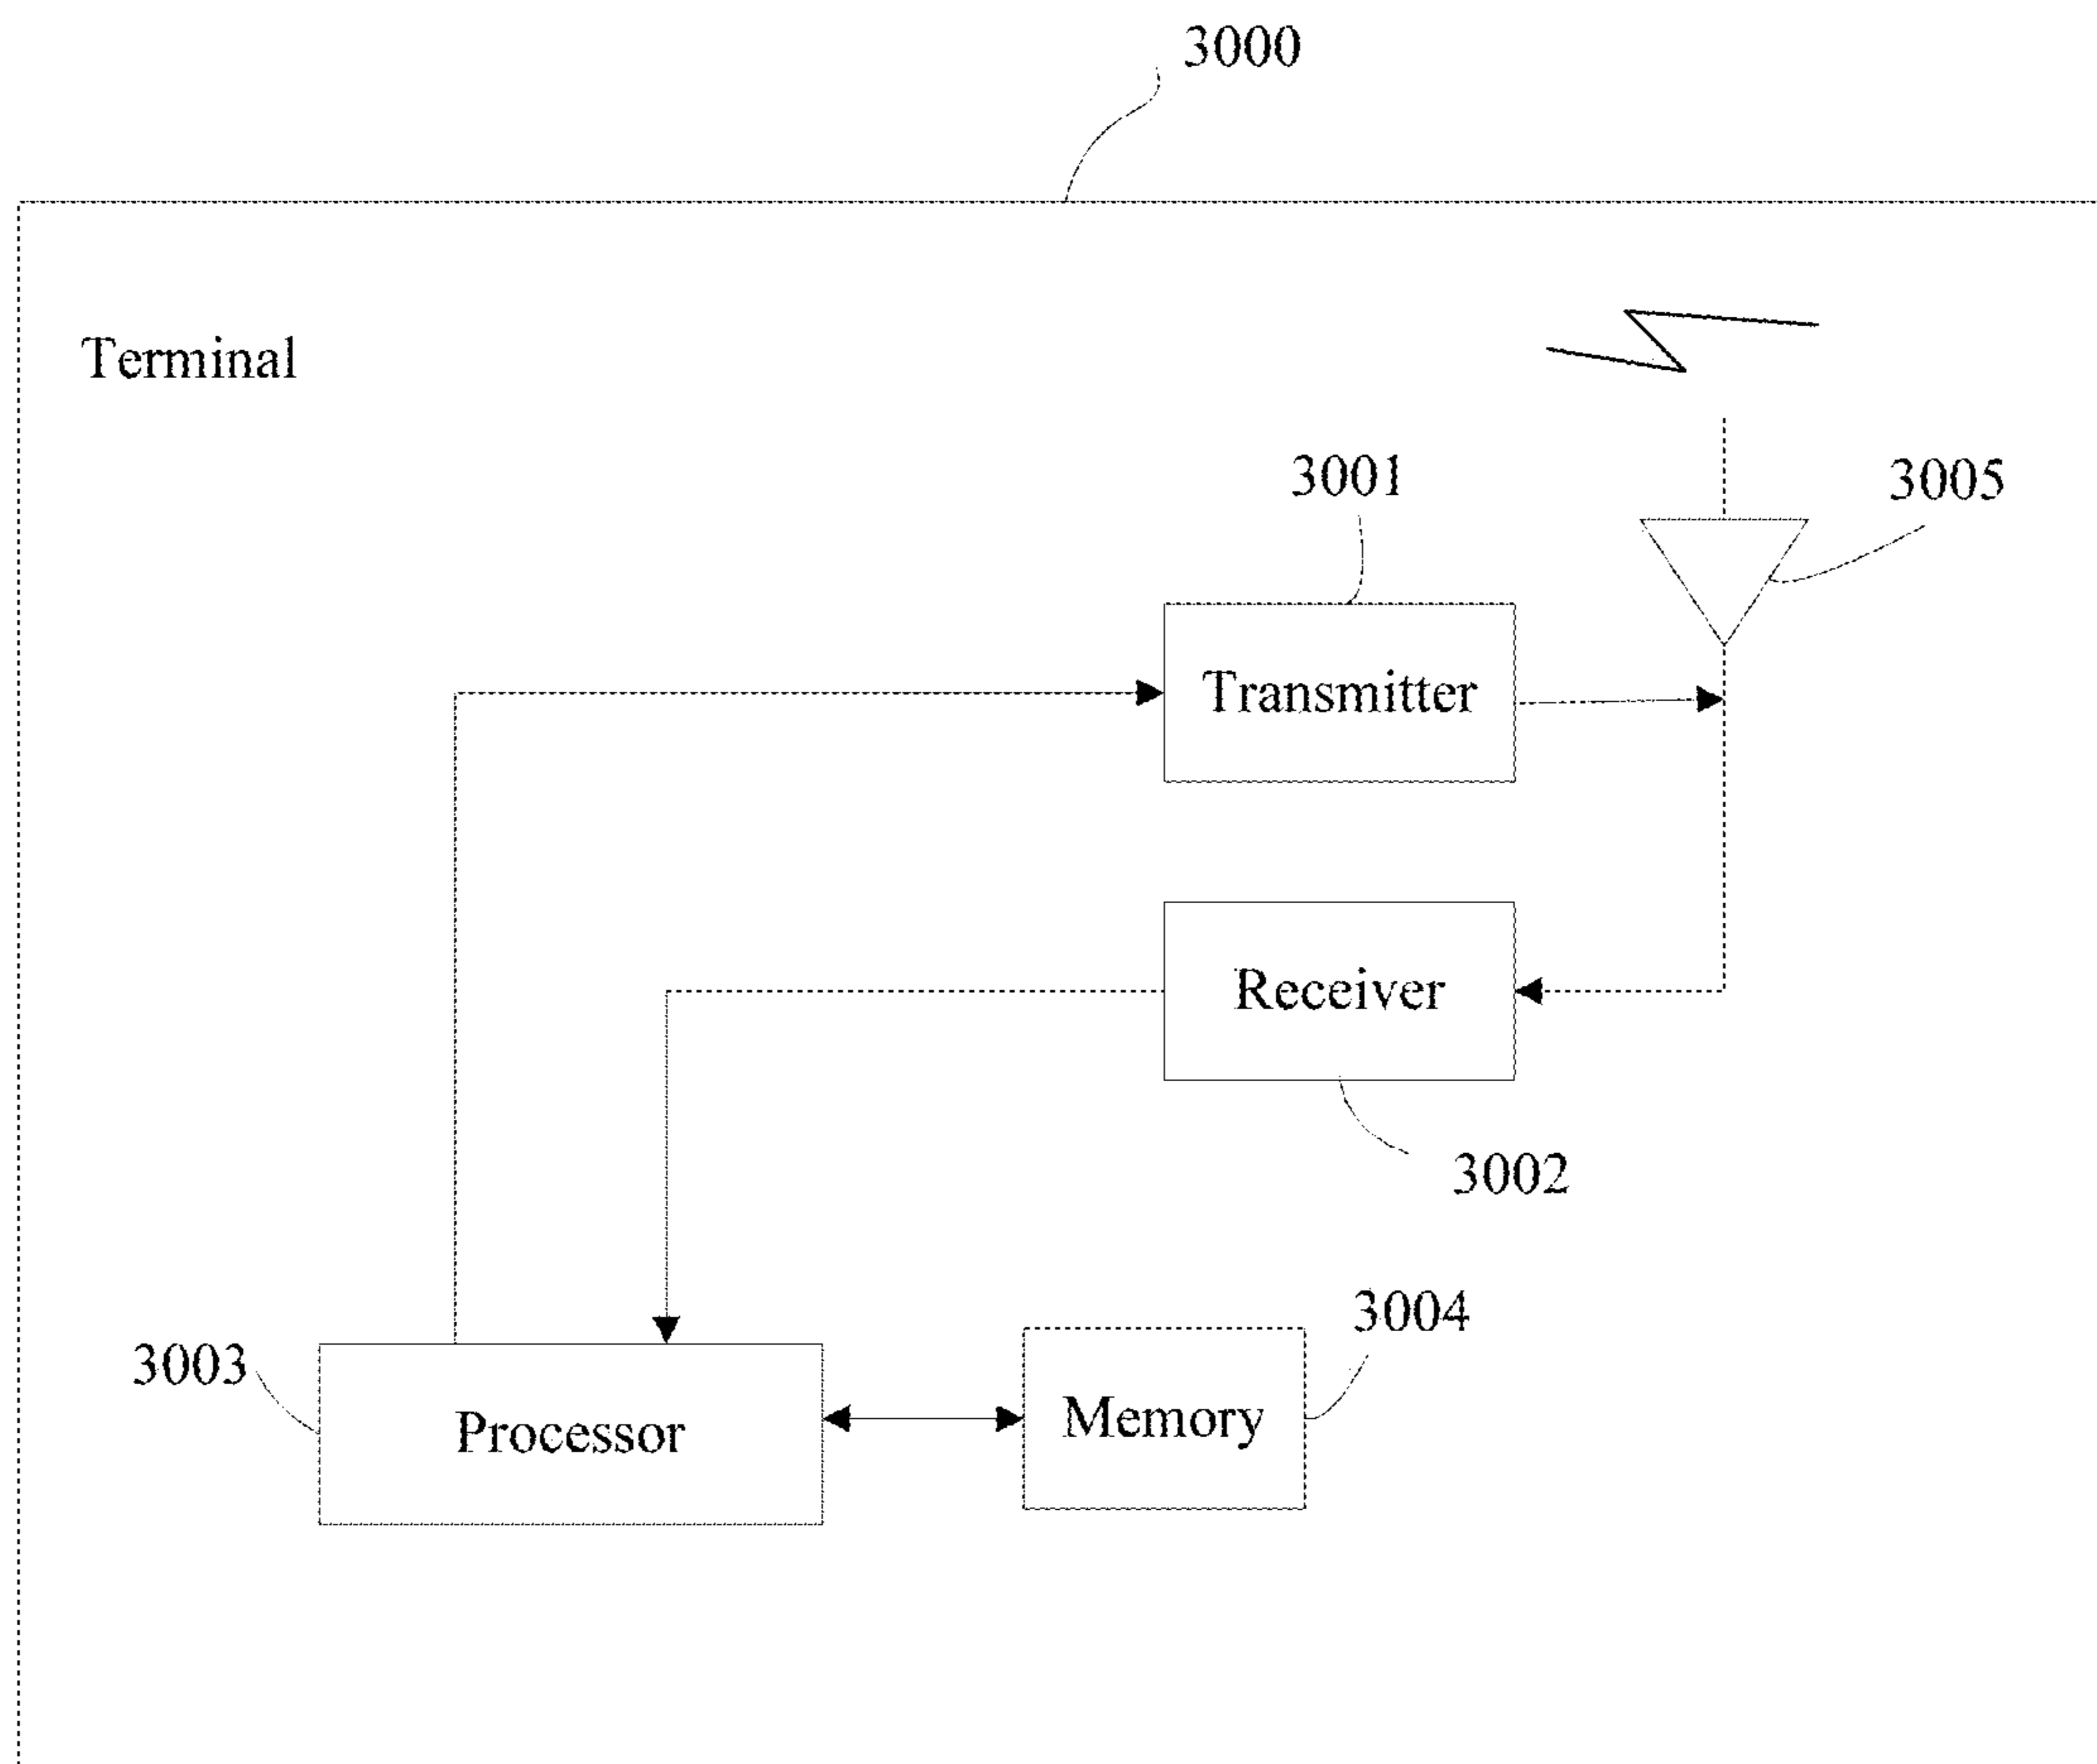 3000
Terminal
3001
3005
Transmitter
Receiver
3002
3004
3003
Memory
Processor